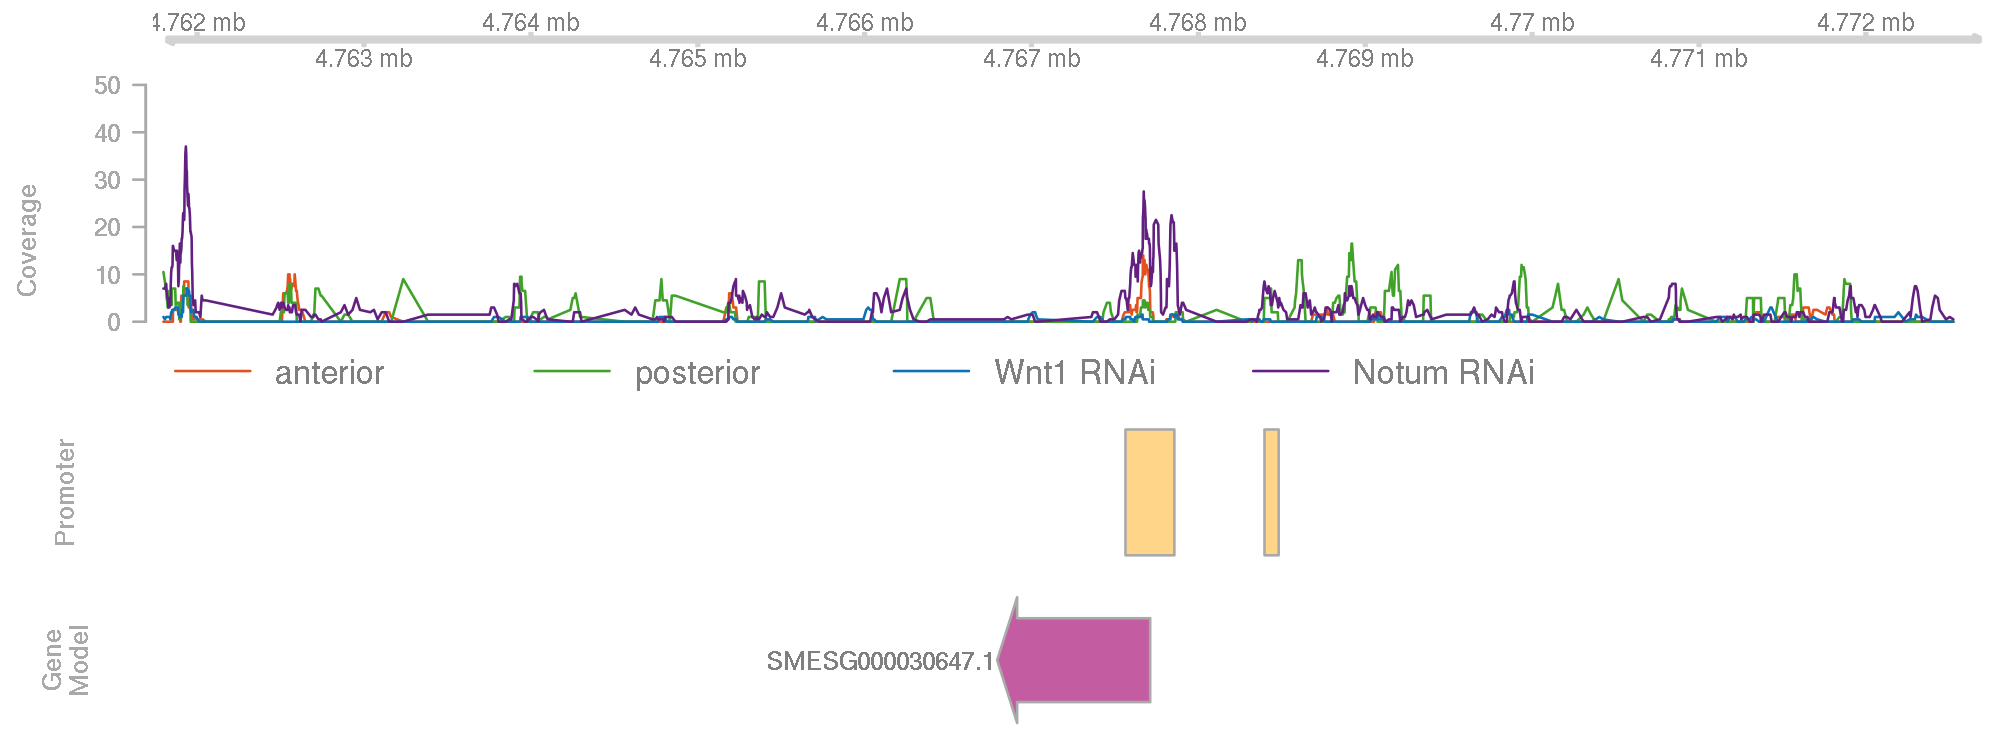 4.762 mb 4.764 mb 4.766 mb 4.768 mb 4.77 mb 4.772 mb
4.763 mb 4.765 mb 4.767 mb 4.769 mb 4.771 mb
50
40
30
20
10
0
Coverage
anterior posterior Wnt1 RNAi Notum RNAi
Promoter
Gene
Model
SMESG000030647.1